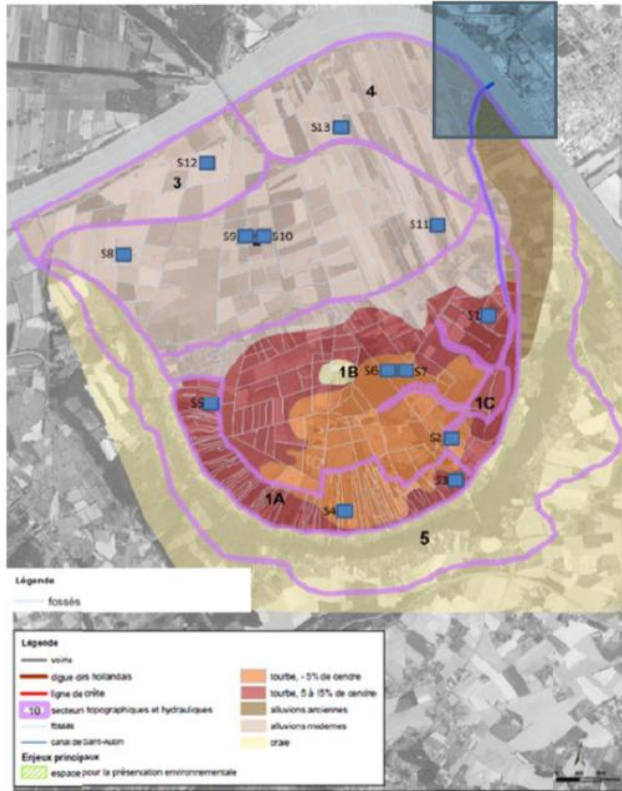 4
S13
S12
3
S11
S9
S10
S8
S1
1B
S6
S7
S5
1C
S2
S3
1A
S4
5
Légende
fossés
Légende
voirie
digue des hollandais
ligne de crête
10 secteurs topographiques et hydrauliques
fossés
canal de Saint-Aubin
Enjeux principaux
espace pour la préservation environnementale
tourbe, - 5% de cendre
tourbe, 5 à 15% de cendre
alluvions anciennes
alluvions modernes
craie